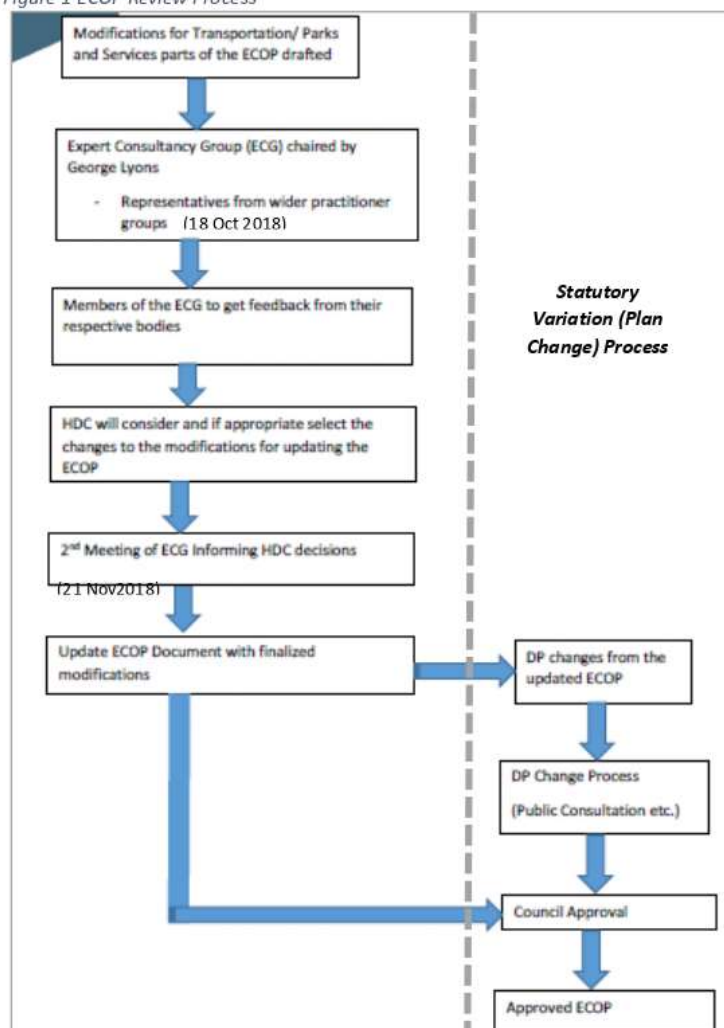 Figure 1 ECOP Review Process
Modifications for Transportation/ Parks
and Services parts of the ECOP drafted
Expert Consultancy Group (ECG) chaired by
George Lyons
- Representatives from wider practitioner
groups (18 Oct 2018)
Members of the ECG to get feedback from their
respective bodies
HDC will consider and if appropriate select the
changes to the modifications for updating the
ECOP
2nd Meeting of ECG Informing HDC decisions
(21 Nov2018)
Update ECOP Document with finalized
modifications
Statutory
Variation (Plan
Change) Process
DP changes from the
updated ECOP
DP Change Process
(Public Consultation etc.)
Council Approval
Approved ECOP